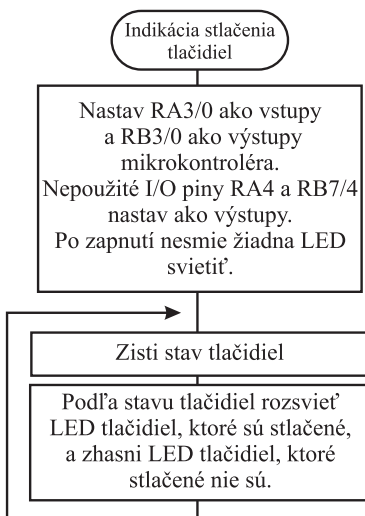 Indikácia stlačenia
tlačidiel
Nastav RA3/0 ako vstupy
a RB3/0 ako výstupy
mikrokontroléra.
Nepoužité I/O piny RA4 a RB7/4
nastav ako výstupy.
Po zapnutí nesmie žiadna LED
svietiť.
Zisti stav tlačidiel
Podľa stavu tlačidiel rozsvieť
LED tlačidiel, ktoré sú stlačené,
a zhasni LED tlačidiel, ktoré
stlačené nie sú.